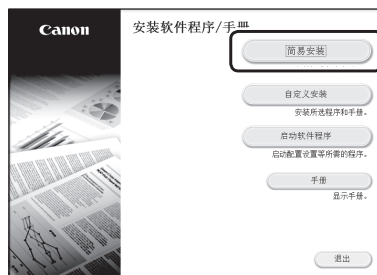 Canon
安装软件程序/手册
简易安装
自定义安装
安装所选程序和手册。
启动软件程序
启动配置设置等所需的程序。
手册
显示手册。
退出